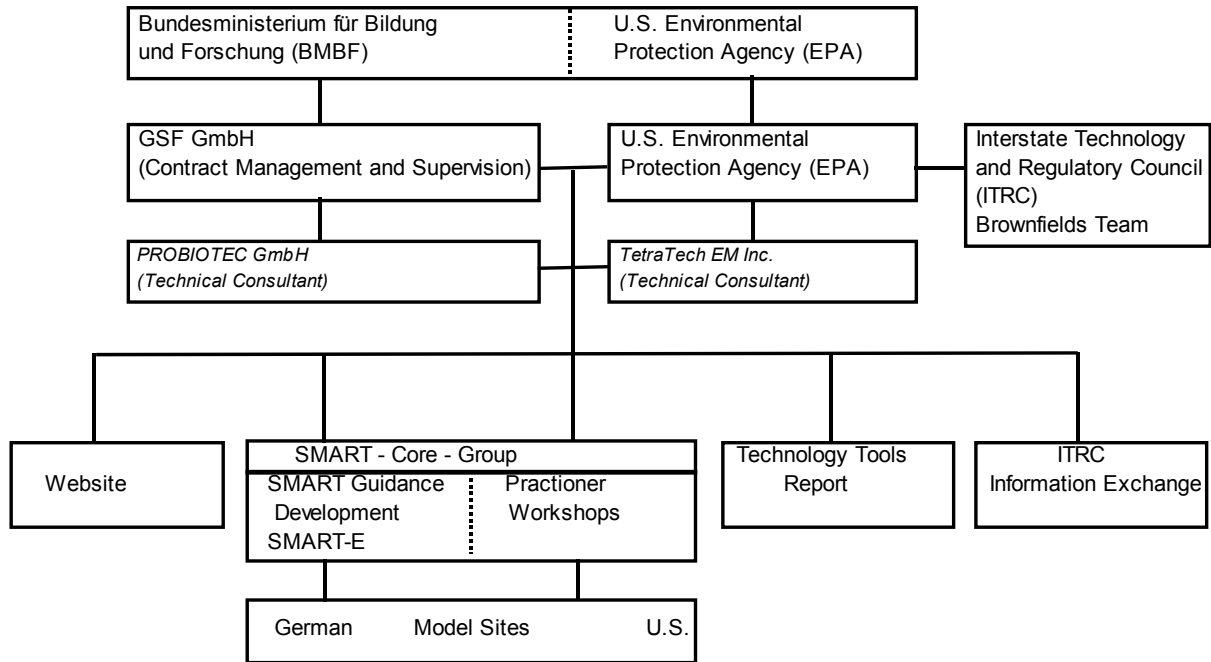 Bundesministerium für Bildung
und Forschung (BMBF)
U.S. Environmental
Protection Agency (EPA)
GSF GmbH
(Contract Management and Supervision)
U.S. Environmental
Protection Agency (EPA)
Interstate Technology
and Regulatory Council
(ITRC)
Brownfields Team
PROBIOTEC GmbH
(Technical Consultant)
TetraTech EM Inc.
(Technical Consultant)
Website
SMART - Core - Group
SMART Guidance
Development
SMART-E
Practioner
Workshops
Technology Tools
Report
ITRC
Information Exchange
German Model Sites U.S.